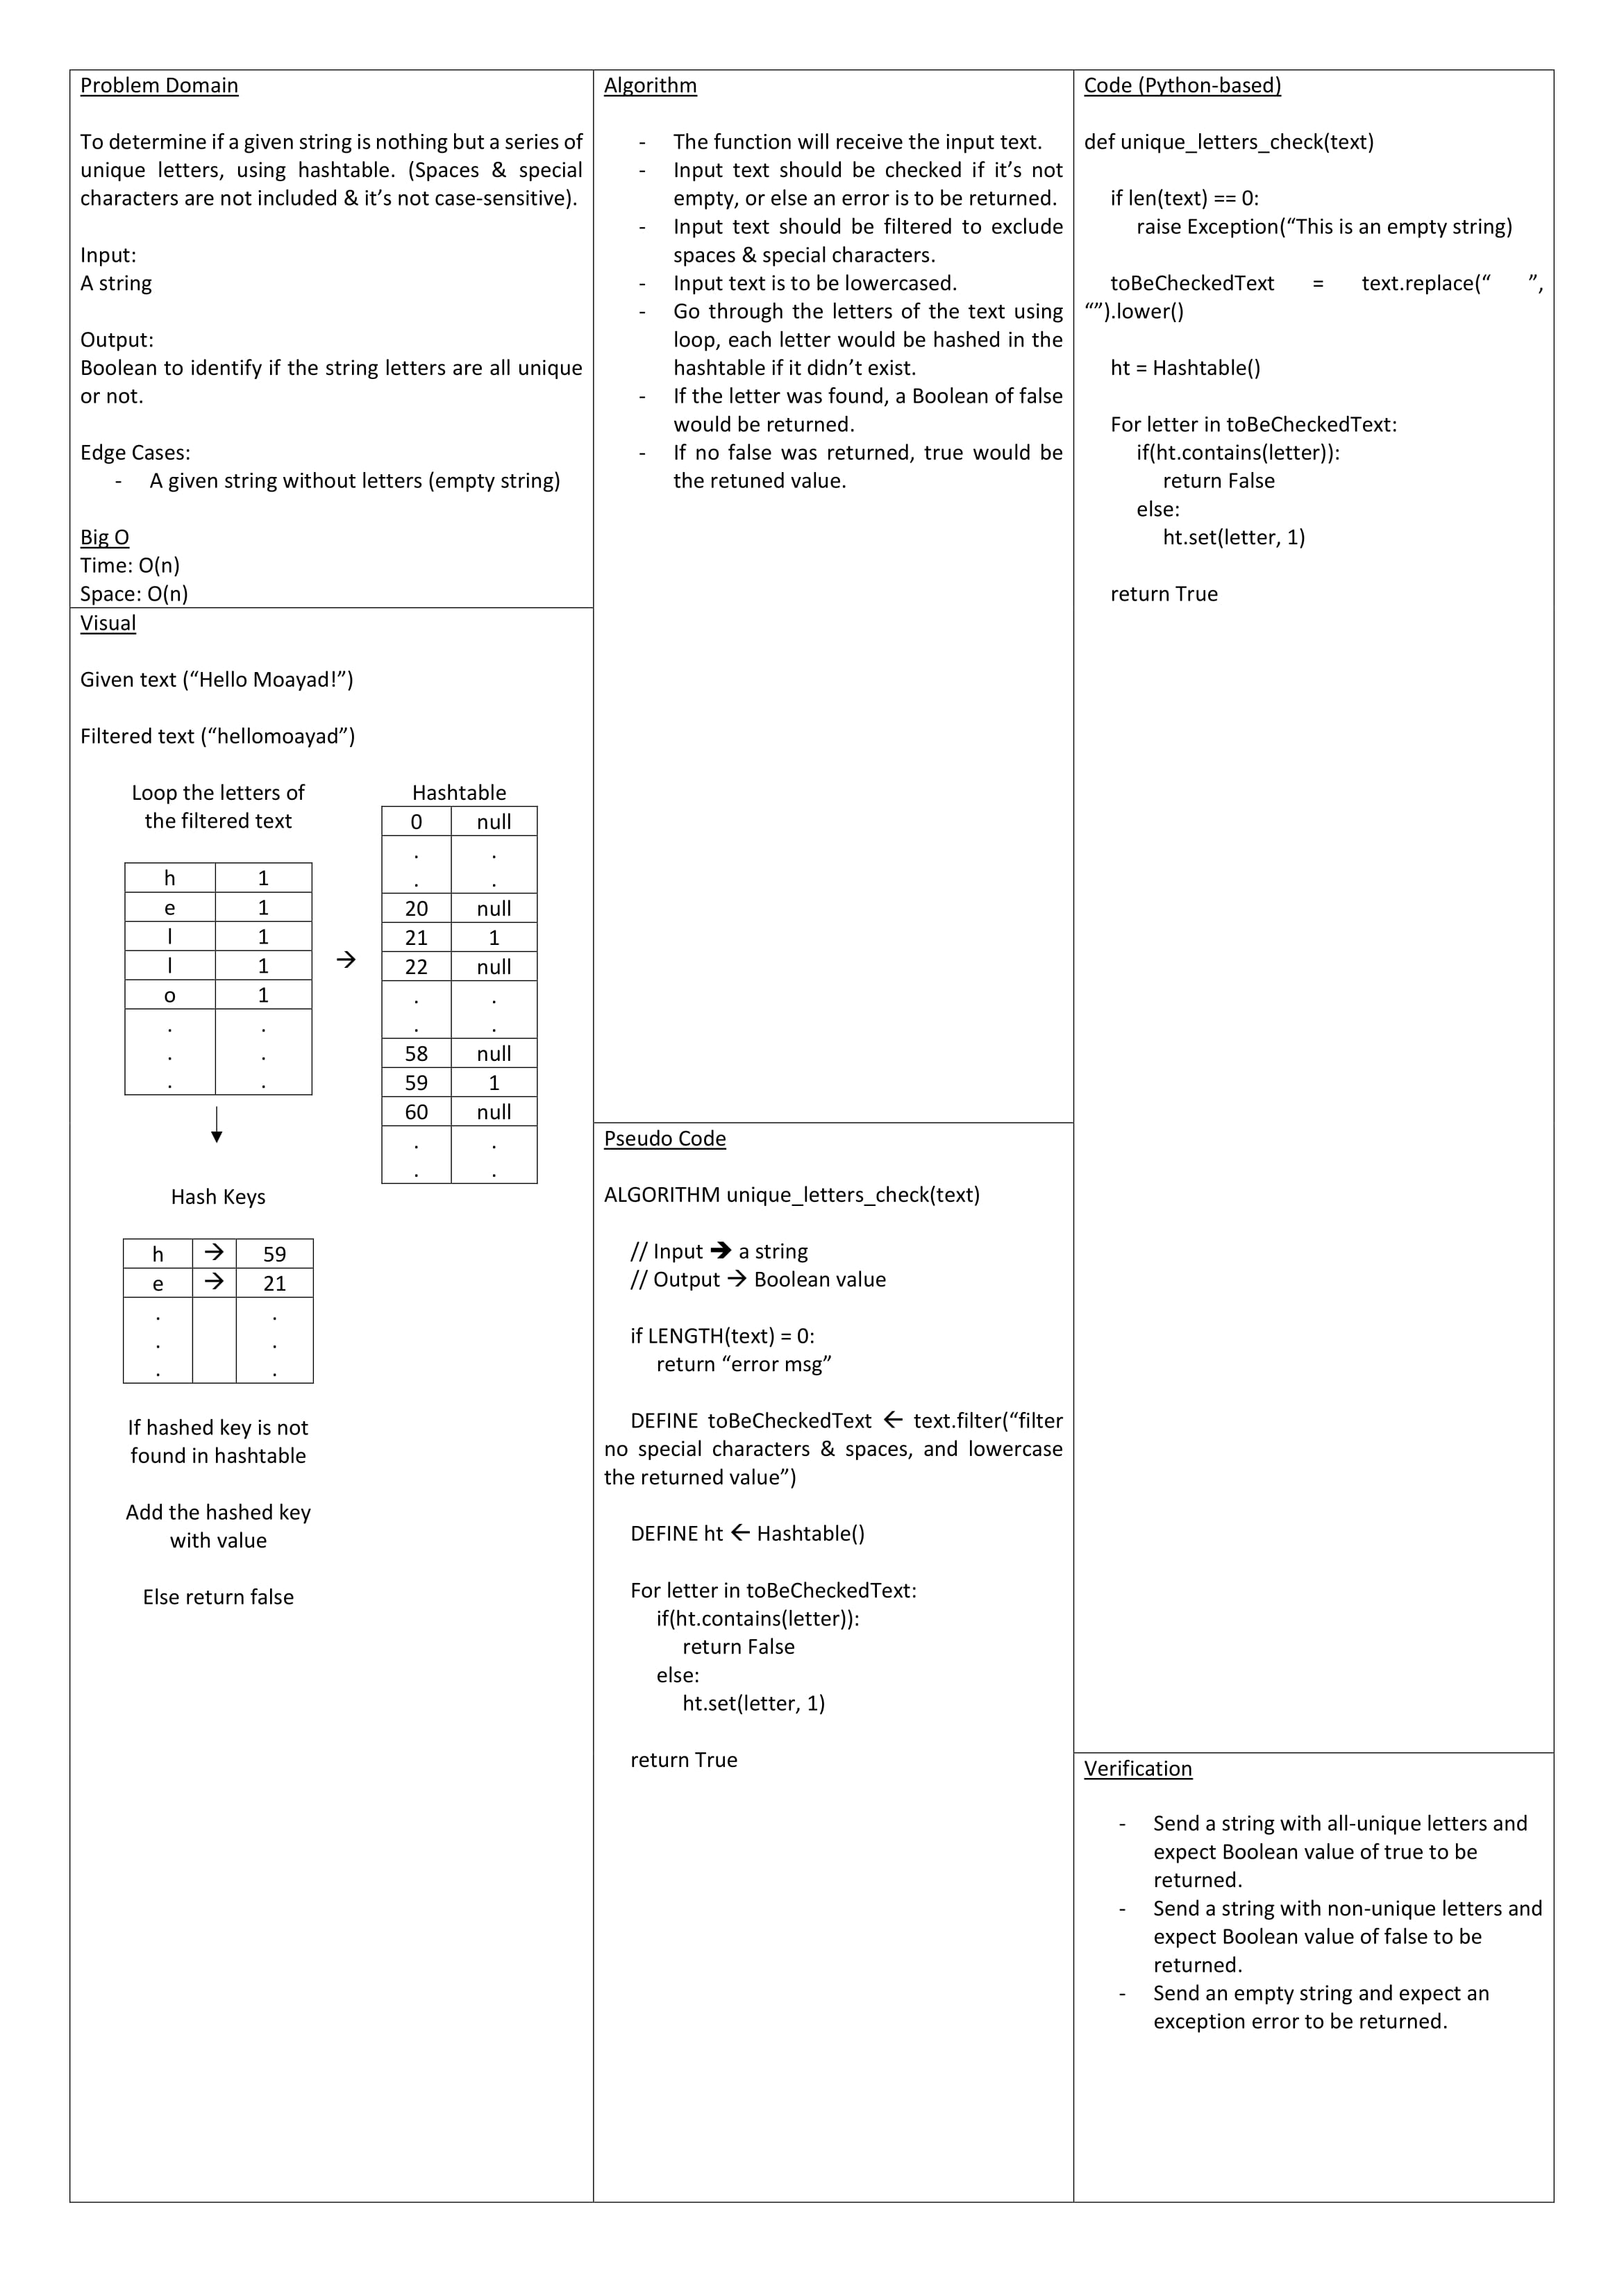 Problem Domain
To determine if a given string is nothing but a series of
unique letters, using hashtable. (Spaces & special
characters are not included & it’s not case-sensitive).
Input:
A string
Output:
Boolean to identify if the string letters are all unique
or not.
Edge Cases:
- A given string without letters (empty string)
Big O
Time: O(n)
Space: O(n)
Visual
Given text (“Hello Moayad!”)
Filtered text (“hellomoayad”)
Loop the letters of
the filtered text
h 1
e 1
l 1
l 1
o 1
. .
. .
. .
→
Hashtable
0 null
. .
. .
20 null
21 1
22 null
. .
. .
58 null
59 1
60 null
. .
. .
Hash Keys
h → 59
e → 21
. .
. .
. .
If hashed key is not
found in hashtable
Add the hashed key
with value
Else return false
Algorithm
- The function will receive the input text.
- Input text should be checked if it’s not
empty, or else an error is to be returned.
- Input text should be filtered to exclude
spaces & special characters.
- Input text is to be lowercased.
- Go through the letters of the text using
loop, each letter would be hashed in the
hashtable if it didn’t exist.
- If the letter was found, a Boolean of false
would be returned.
- If no false was returned, true would be
the retuned value.
Pseudo Code
ALGORITHM unique_letters_check(text)
// Input ➔ a string
// Output → Boolean value
if LENGTH(text) = 0:
return “error msg”
DEFINE toBeCheckedText ← text.filter(“filter
no special characters & spaces, and lowercase
the returned value”)
DEFINE ht ← Hashtable()
For letter in toBeCheckedText:
if(ht.contains(letter)):
return False
else:
ht.set(letter, 1)
return True
Code (Python-based)
def unique_letters_check(text)
if len(text) == 0:
raise Exception(“This is an empty string)
toBeCheckedText = text.replace(“ ”,
“”).lower()
ht = Hashtable()
For letter in toBeCheckedText:
if(ht.contains(letter)):
return False
else:
ht.set(letter, 1)
return True
Verification
- Send a string with all-unique letters and
expect Boolean value of true to be
returned.
- Send a string with non-unique letters and
expect Boolean value of false to be
returned.
- Send an empty string and expect an
exception error to be returned.